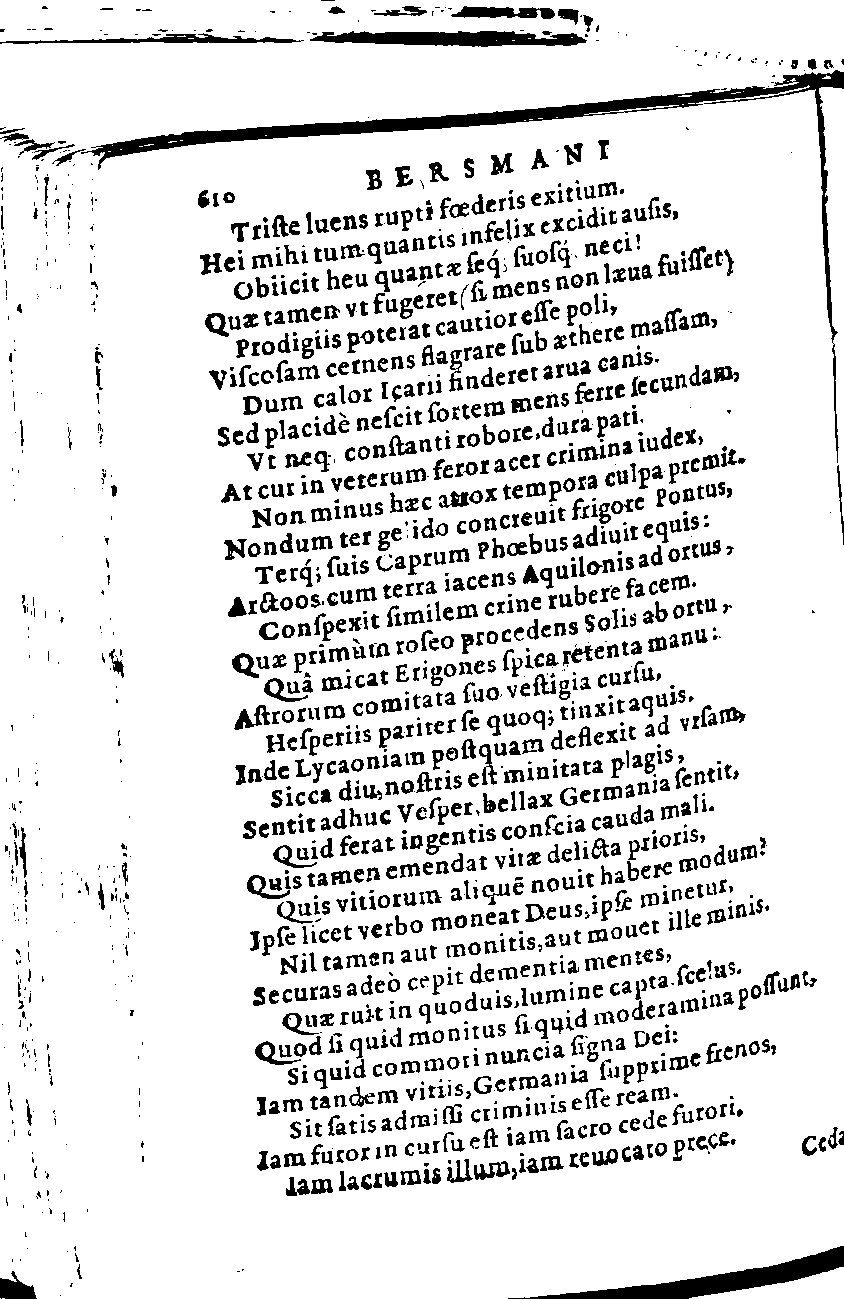 610 BERSMANI
Triſte luens rupti fœderis exitium.
Hei mihi tum quantis infelix excidit auſis,
Obiicit heu quantæ ſeq́; ſuoſq́; neci!
Quæ tamen vt fugeret (ſi mens non læua fuiſſet)
Prodigiis poterat cautior eſſe poli,
Viſcoſam cernens flagrare ſub æthere maſſam,
Dum calor Icarii finderet arua canis.
Sed placidè neſcit ſortem mens ferre ſecundam,
Vt neq; conſtanti robore, dura pati.
At cur in veterum feror acer crimina iudex,
Non minus hæc atrox tempora culpa premit.
Nondum ter gelido concreuit frigore Pontus,
Terq́; ſuis Caprum Phœbus adiuit equis:
Arctoos cum terra iacens Aquilonis ad ortus,
Conſpexit ſimilem crine rubere facem.
Quæ primùm roſeo procedens Solis ab ortu,
Quâ micat Erigones ſpica retenta manu:
Aſtrorum comitata ſuo veſtigia curſu,
Heſperiis pariter ſe quoq; tinxit aquis.
Inde Lycaoniam poſtquam deflexit ad vrſam,
Sicca diu, noſtris eſt minitata plagis,
Sentit adhuc Veſper, bellax Germania ſentit,
Quid ferat ingentis conſcia cauda mali.
Quis tamen emendat vitæ delicta prioris,
Quis vitiorum aliquē nouit habere modum?
Ipſe licet verbo moneat Deus, ipſe minetur,
Nil tamen aut monitis, aut mouet ille minis.
Securas adeò cepit dementia mentes,
Quæ ruit in quoduis, lumine capta ſcelus.
Quod ſi quid monitus ſi quid moderamina poſſunt,
Si quid commoti nuncia ſigna Dei:
Iam tandem vitiis, Germania ſupprime frenos,
Sit ſatis admiſſi criminis eſſe ream.
Iam furor in curſu eſt iam ſacro cede furori,
Iam lacrumis illum, iam reuocato prece.